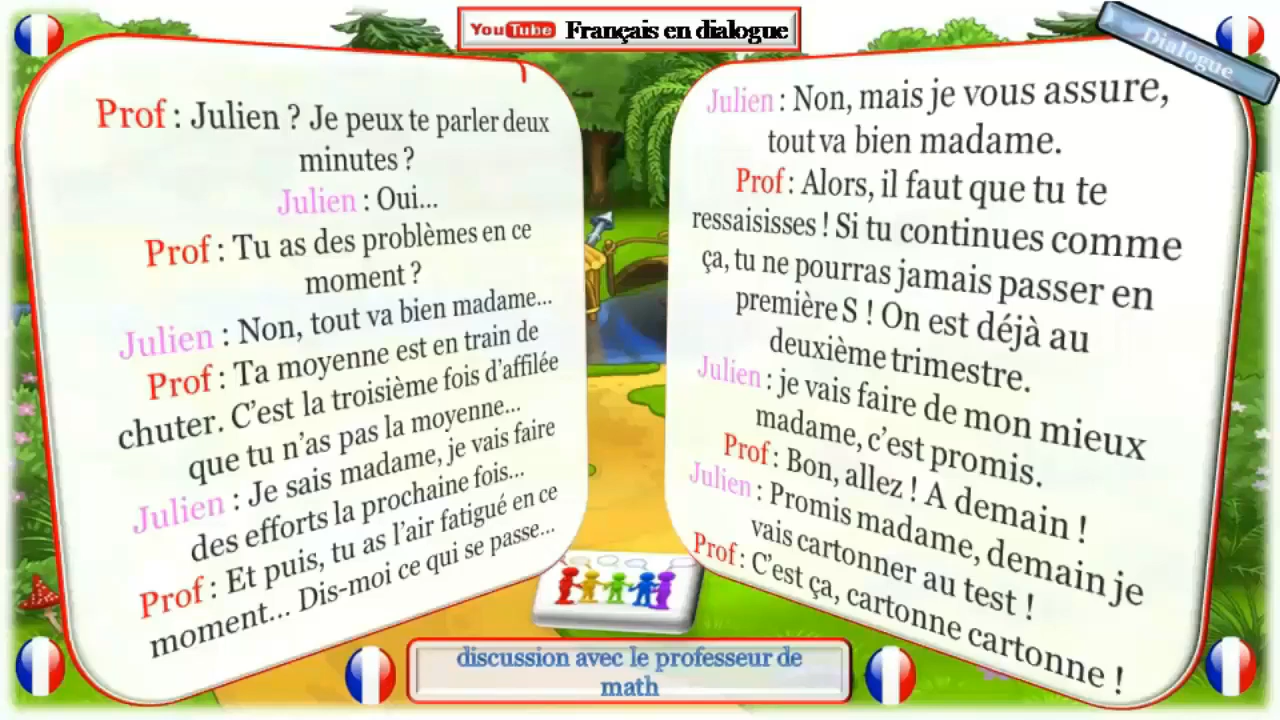 YouTube Français en dialogue
Dialogue
Prof : Julien ? Je peux te parler deux
minutes ?
Julien : Oui...
Prof : Tu as des problèmes en ce
moment ?
Julien : Non, tout va bien madame...
Prof : Ta moyenne est en train de
chuter. C'est la troisième fois d'affilée
que tu n'as pas la moyenne...
Julien : Je sais madame, je vais faire
des efforts la prochaine fois...
Prof : Et puis, tu as l'air fatigué en ce
moment... Dis-moi ce qui se passe...
Julien : Non, mais je vous assure,
tout va bien madame.
Prof : Alors, il faut que tu te
ressaisisses ! Si tu continues comme
ça, tu ne pourras jamais passer en
première S ! On est déjà au
deuxième trimestre.
Julien : je vais faire de mon mieux
madame, c'est promis.
Prof : Bon, allez ! A demain !
Julien : Promis madame, demain je
vais cartonner au test !
Prof : C'est ça, cartonne cartonne !
discussion avec le professeur de
math